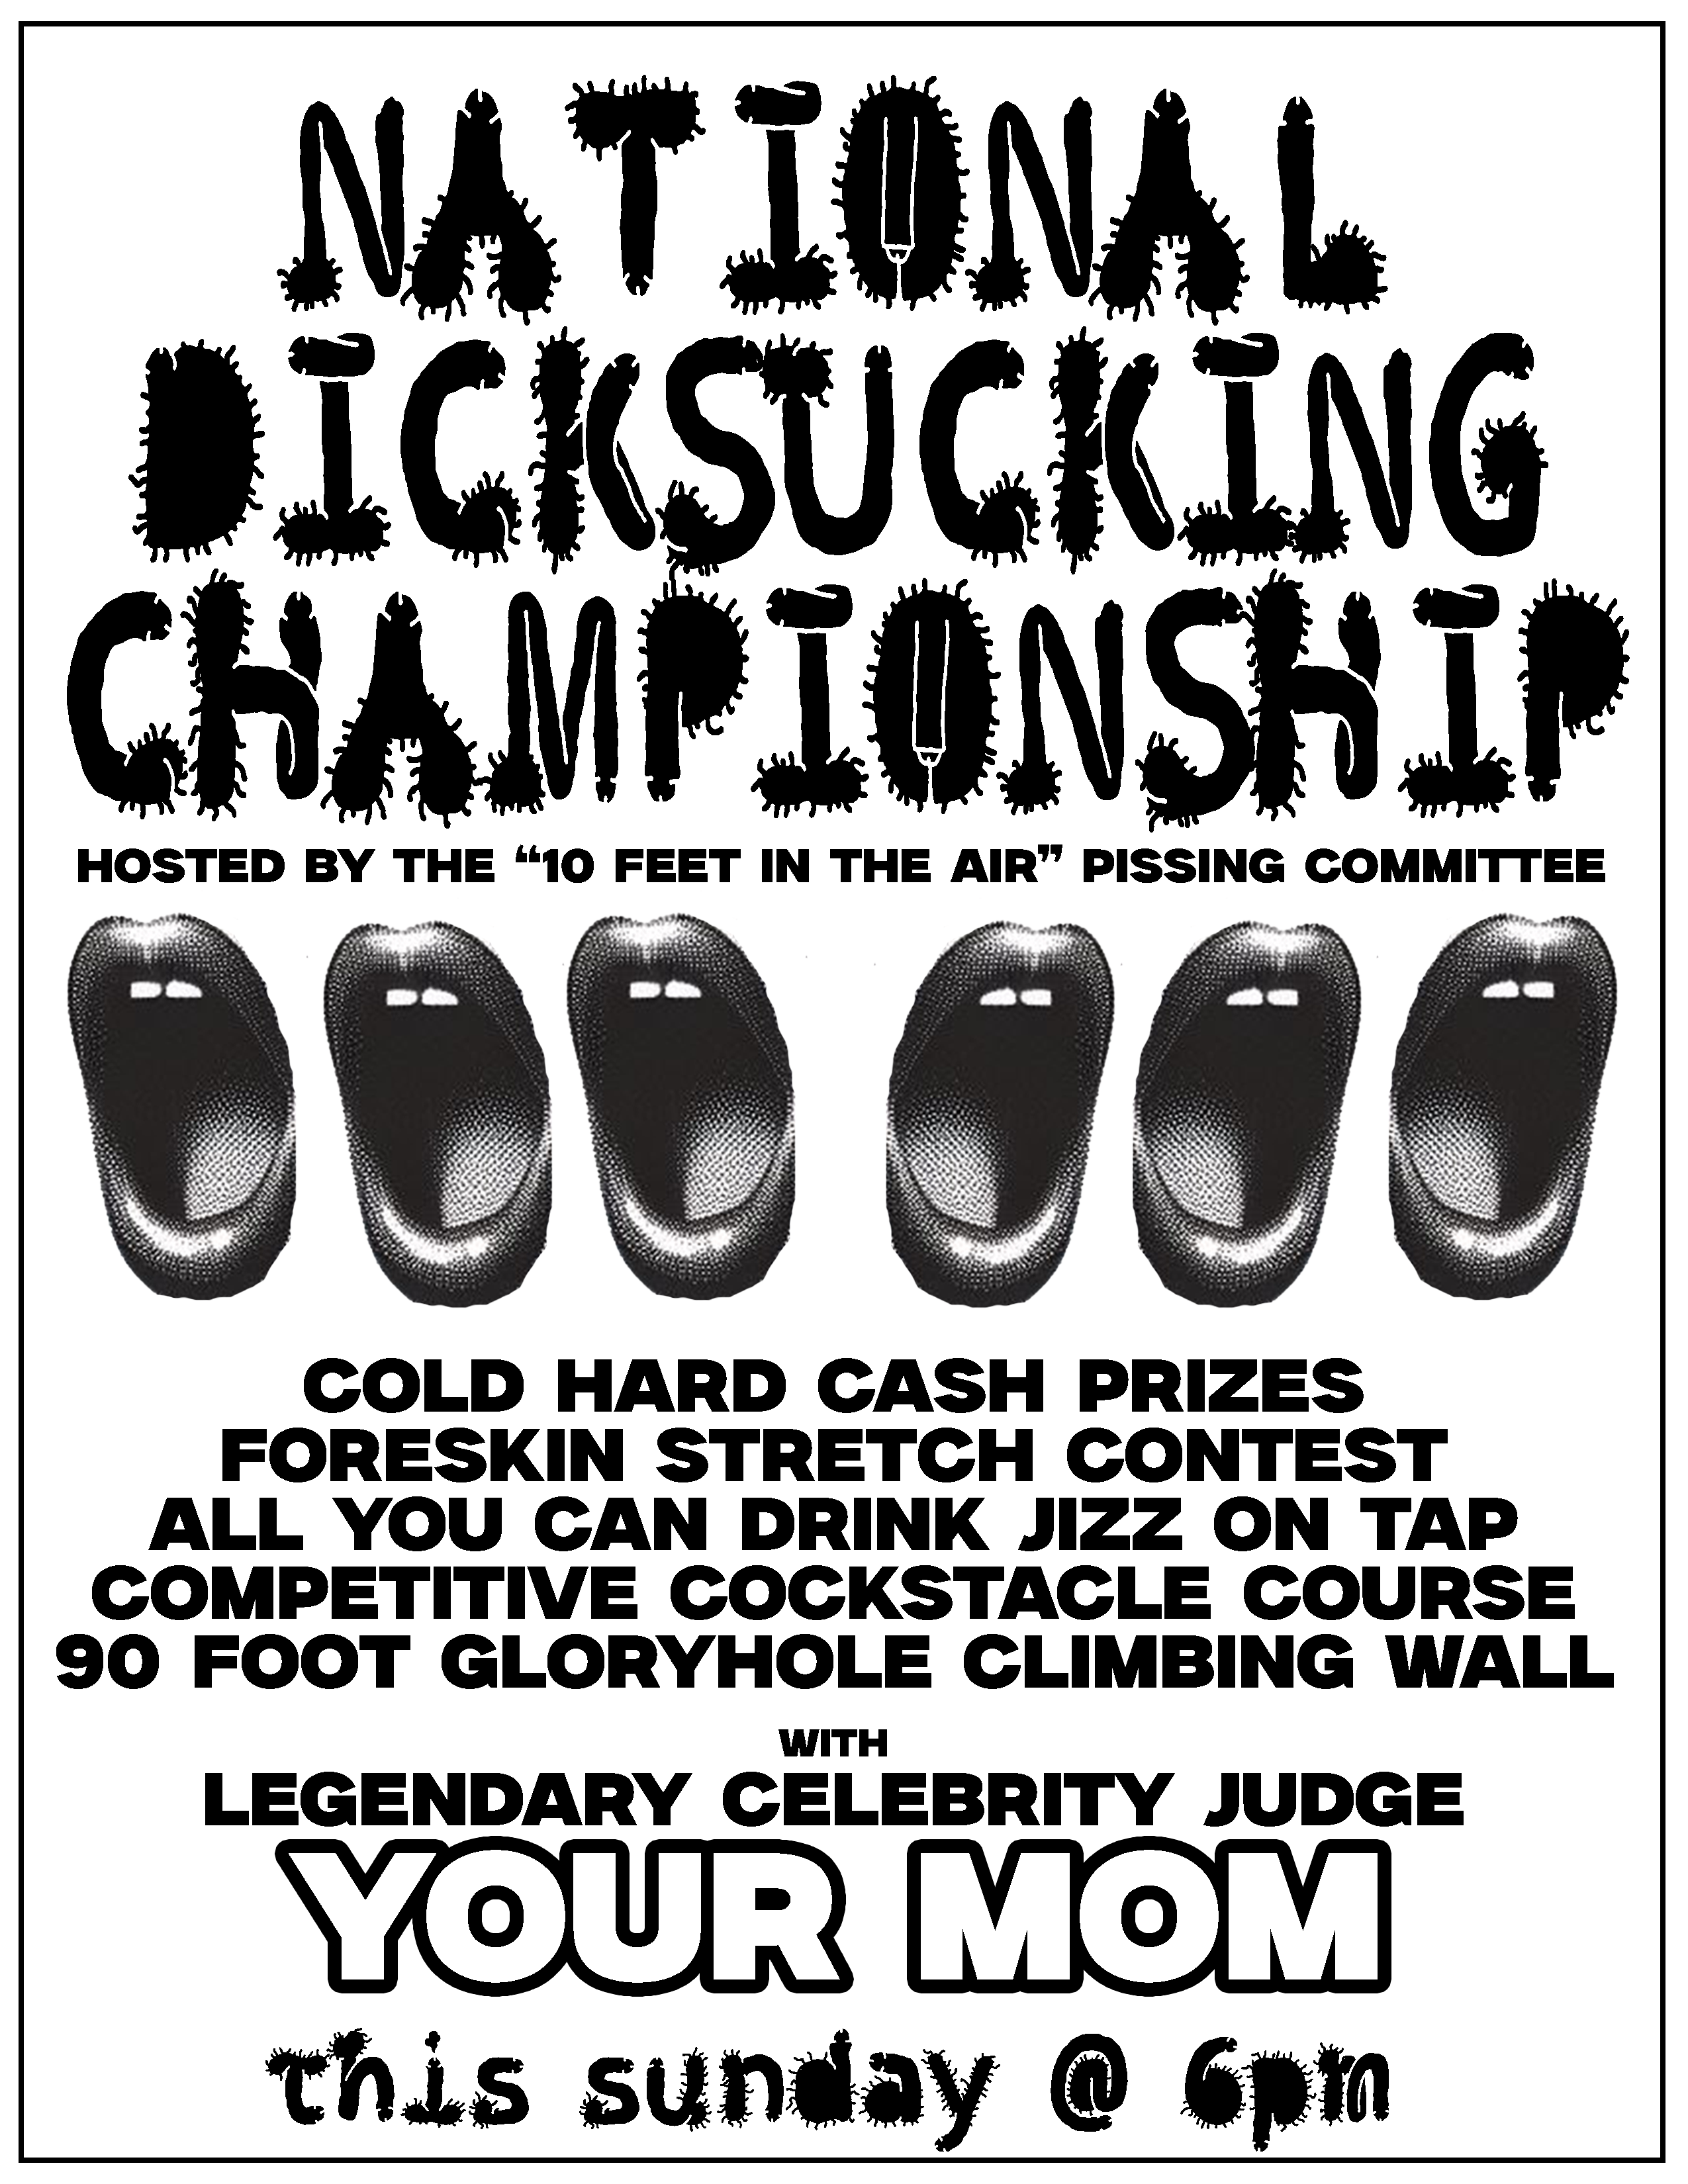 NATIONAL
DICKSUCKING
CHAMPIONSHIP
HOSTED BY THE “10 FEET IN THE AIR” PISSING COMMITTEE
COLD HARD CASH PRIZES
FORESKIN STRETCH CONTEST
ALL YOU CAN DRINK JIZZ ON TAP
COMPETITIVE COCKSTACLE COURSE
90 FOOT GLORYHOLE CLIMBING WALL
WITH
LEGENDARY CELEBRITY JUDGE
YOUR MOM
this sunday @ 6pm